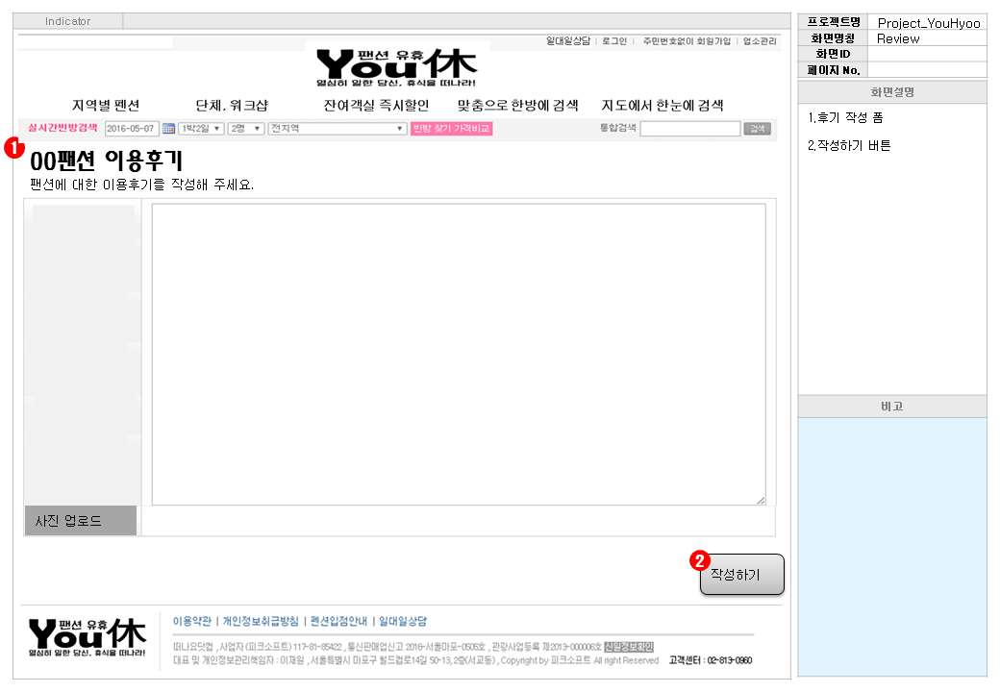 Indicator
일대일상담 | 로그인 | 주민번호없이 회원가입 | 업소관리
팬션 유휴
You休
열심히 일한 당신, 휴식을 떠나라!
지역별 팬션 단체, 워크샵 잔여객실 즉시할인 맞춤으로 한방에 검색 지도에서 한눈에 검색
실시간빈방검색 2016-05-07 1박2일 ▼ 2명 ▼ 전지역 ▼ 빈방 찾기 가격비교 통합검색 검색
1
00팬션 이용후기
팬션에 대한 이용후기를 작성해 주세요.
사진 업로드
2
작성하기
팬션 유휴
You休
열심히 일한 당신, 휴식을 떠나라!
이용약관 | 개인정보취급방침 | 펜션입점안내 | 일대일상담
떠나요닷컴 , 사업자 (피크소프트) 117-81-85422 , 통신판매업신고 2016-서울마포-0505호 , 관광사업등록 제2013-000006호 신원정보확인
대표 및 개인정보관리책임자 : 이재일 , 서울특별시 마포구 월드컵로14길 50-13, 2층(서교동) , Copyright by 피크소프트 All right Reserved 고객센터 : 02-813-0960
프로젝트명 Project_YouHyoo
화면명칭 Review
화면ID
페이지 No.
화면설명
1.후기 작성 폼
2.작성하기 버튼
비고